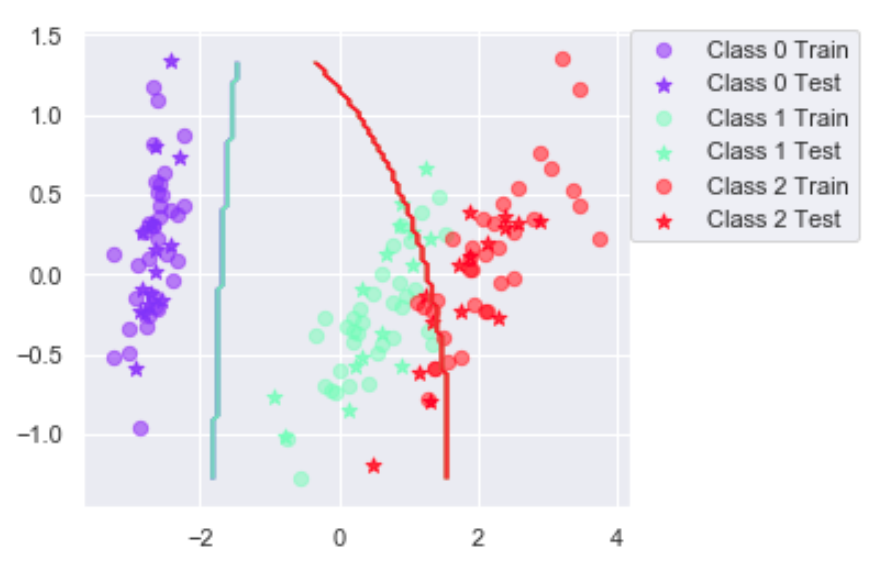 1.5
1.0
0.5
0.0
−0.5
−1.0
−2
0
2
4
Class 0 Train
Class 0 Test
Class 1 Train
Class 1 Test
Class 2 Train
Class 2 Test